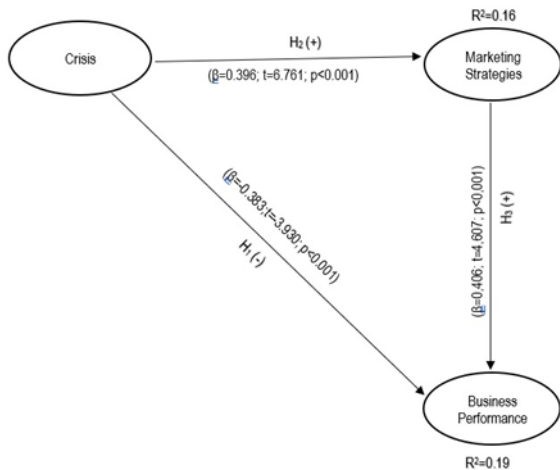 R²=0.16
Crisis
H₂ (+)
(β=0.396; t=6.761; p<0.001)
Marketing
Strategies
(β=-0.383;t=-3.930; p<0.001)
H₁ (-)
(β=0,406; t=4,607; p<0,001)
H₃ (+)
Business
Performance
R²=0.19